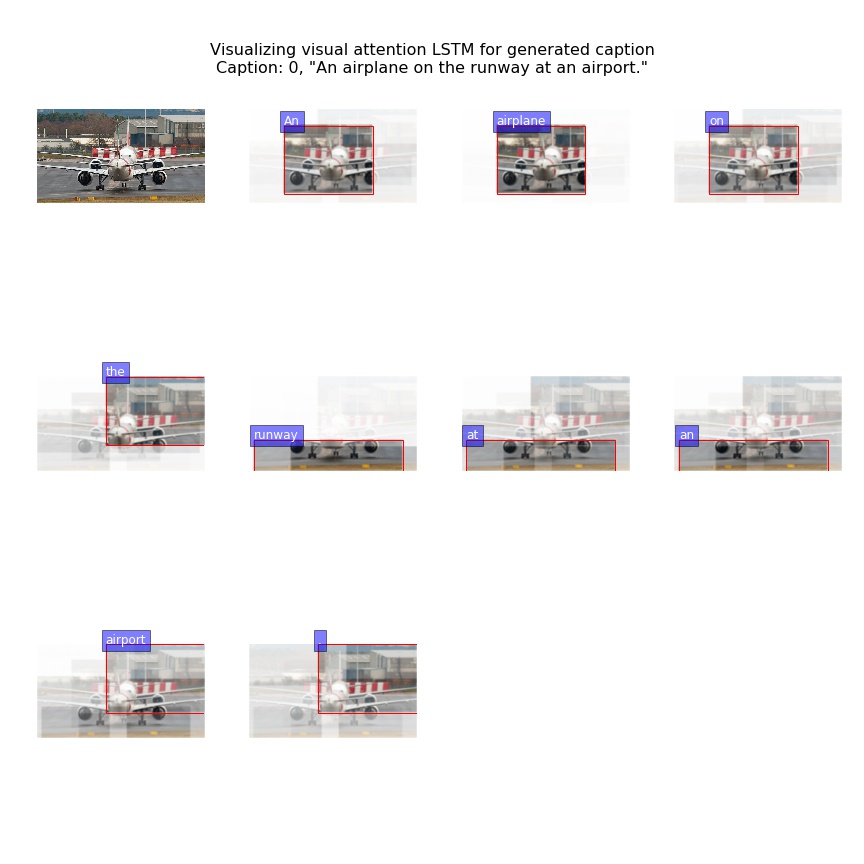 Visualizing visual attention LSTM for generated caption
Caption: 0, "An airplane on the runway at an airport."
An
airplane
on
the
runway
at
an
airport
.